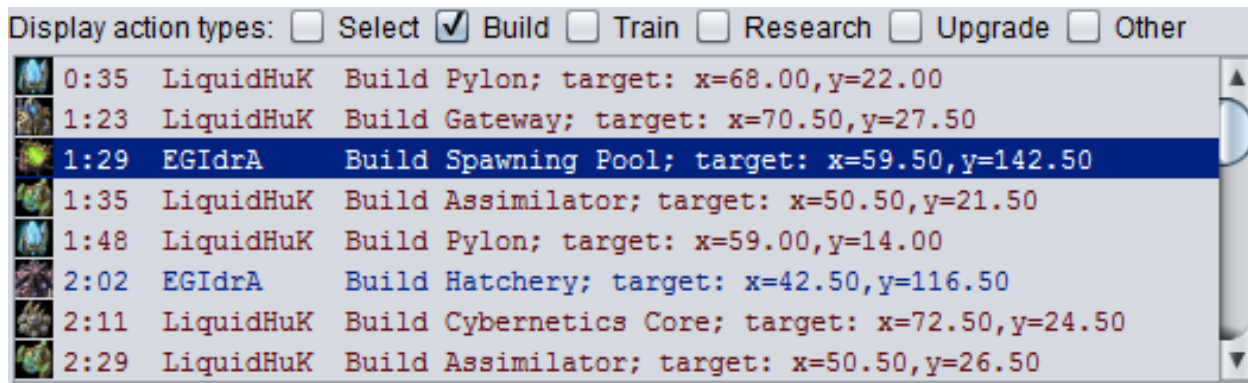 Display action types: Select Build Train Research Upgrade Other
0:35 LiquidHuK Build Pylon; target: x=68.00,y=22.00
1:23 LiquidHuK Build Gateway; target: x=70.50,y=27.50
1:29 EGIdrA Build Spawning Pool; target: x=59.50,y=142.50
1:35 LiquidHuK Build Assimilator; target: x=50.50,y=21.50
1:48 LiquidHuK Build Pylon; target: x=59.00,y=14.00
2:02 EGIdrA Build Hatchery; target: x=42.50,y=116.50
2:11 LiquidHuK Build Cybernetics Core; target: x=72.50,y=24.50
2:29 LiquidHuK Build Assimilator; target: x=50.50,y=26.50